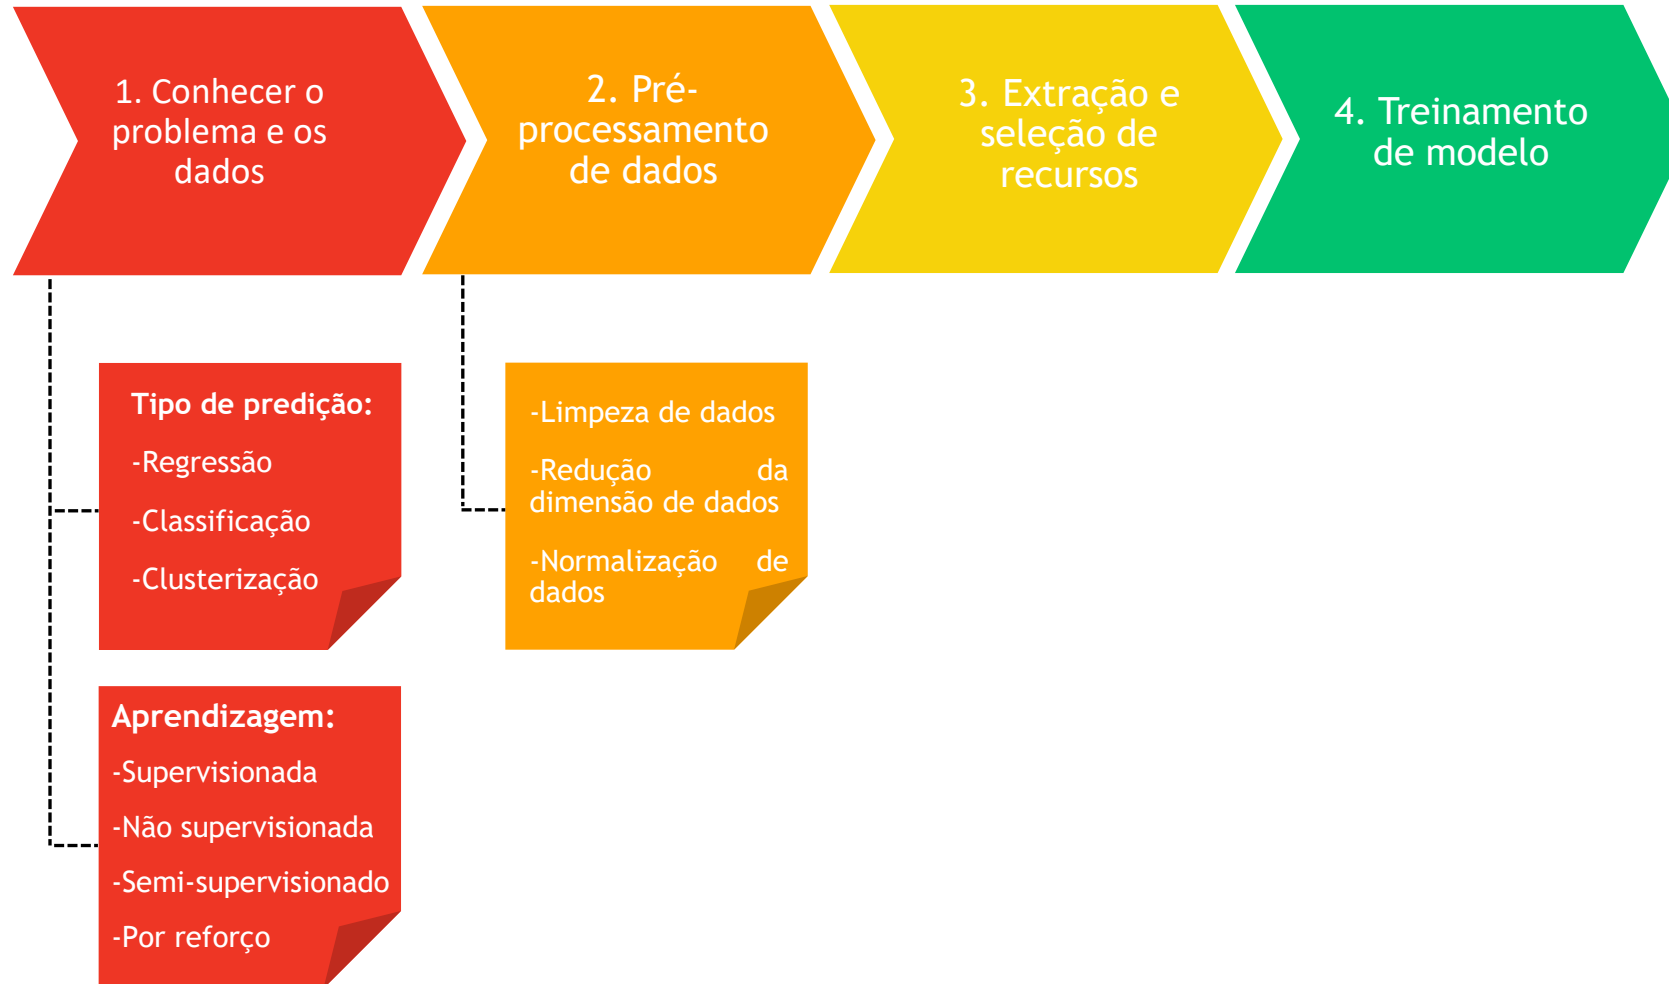 1. Conhecer o
problema e os
dados
2. Pré-
processamento
de dados
3. Extração e
seleção de
recursos
4. Treinamento
de modelo
Tipo de predição:
-Regressão
-Classificação
-Clusterização
Aprendizagem:
-Supervisionada
-Não supervisionada
-Semi-supervisionado
-Por reforço
-Limpeza de dados
-Redução da
dimensão de dados
-Normalização de
dados